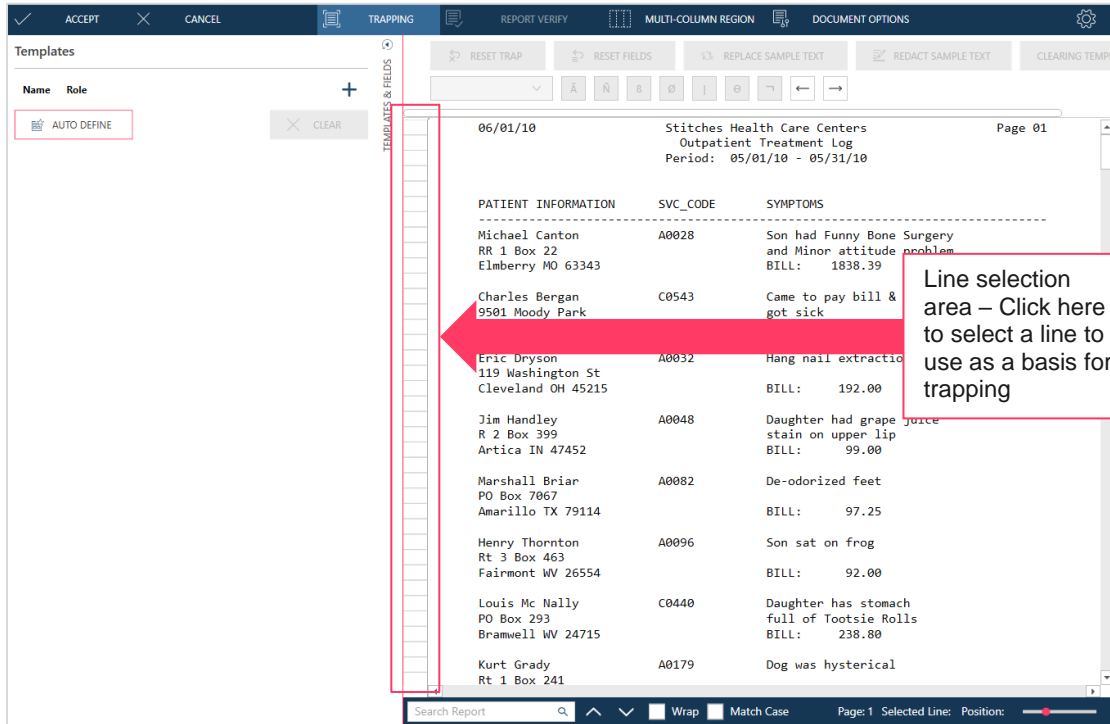 ACCEPT CANCEL TRAPPING REPORT VERIFY MULTI-COLUMN REGION DOCUMENT OPTIONS
Templates
Name Role +
AUTO DEFINE CLEAR
TEMPLATES & FIELDS
RESET TRAP RESET FIELDS REPLACE SAMPLE TEXT REDACT SAMPLE TEXT CLEARING TEMP
Ã Ñ ß Ø | ⊖ ¬ ← →
06/01/10 Stitches Health Care Centers Page 01
Outpatient Treatment Log
Period: 05/01/10 - 05/31/10
PATIENT INFORMATION SVC_CODE SYMPTOMS
Michael Canton A0028 Son had Funny Bone Surgery
RR 1 Box 22 and Minor attitude problem
Elmberry MO 63343 BILL: 1838.39
Charles Bergan C0543 Came to pay bill &
9501 Moody Park got sick
Eric Dryson A0032 Hang nail extractio
119 Washington St
Cleveland OH 45215 BILL: 192.00
Jim Handley A0048 Daughter had grape juice
R 2 Box 399 stain on upper lip
Artica IN 47452 BILL: 99.00
Marshall Briar A0082 De-odorized feet
PO Box 7067
Amarillo TX 79114 BILL: 97.25
Henry Thornton A0096 Son sat on frog
Rt 3 Box 463
Fairmont WV 26554 BILL: 92.00
Louis Mc Nally C0440 Daughter has stomach
PO Box 293 full of Tootsie Rolls
Bramwell WV 24715 BILL: 238.80
Kurt Grady A0179 Dog was hysterical
Rt 1 Box 241
Line selection
area – Click here
to select a line to
use as a basis for
trapping
Search Report Wrap Match Case Page: 1 Selected Line: Position: